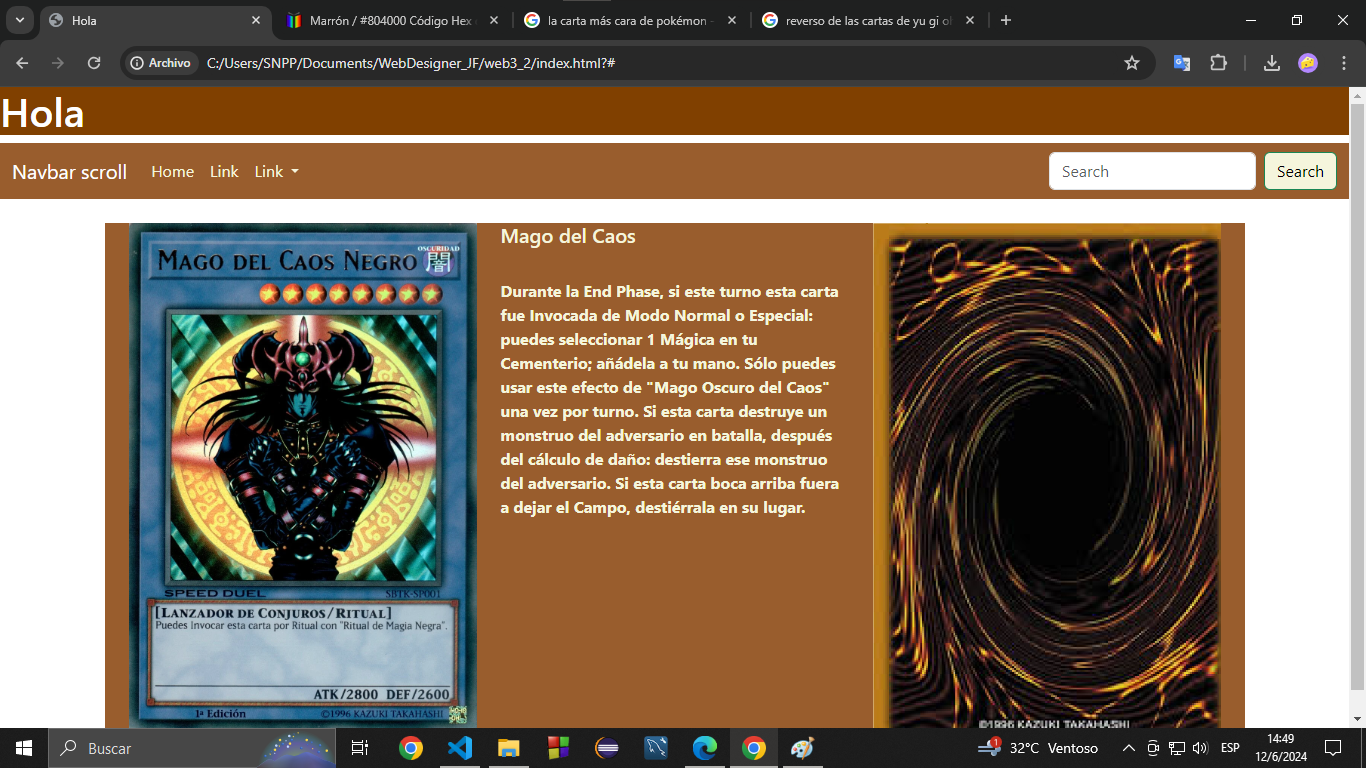 Hola
Marrón / #804000 Código Hex
la carta más cara de pokémon -
reverso de las cartas de yu gi oh
Archivo
C:/Users/SNPP/Documents/WebDesigner_JF/web3_2/index.html?#
Hola
Navbar scroll
Home
Link
Link
Search
Search
MAGO DEL CAOS NEGRO
OSCURIDAD
闇
SPEED DUEL
SBTK-SP001
[LANZADOR DE CONJUROS/RITUAL]
Puedes Invocar esta carta por Ritual con "Ritual de Magia Negra".
ATK/2800 DEF/2600
1ª Edición
©1996 KAZUKI TAKAHASHI
Mago del Caos
Durante la End Phase, si este turno esta carta
fue Invocada de Modo Normal o Especial:
puedes seleccionar 1 Mágica en tu
Cementerio; añádela a tu mano. Sólo puedes
usar este efecto de "Mago Oscuro del Caos"
una vez por turno. Si esta carta destruye un
monstruo del adversario en batalla, después
del cálculo de daño: destierra ese monstruo
del adversario. Si esta carta boca arriba fuera
a dejar el Campo, destiérrala en su lugar.
©1996 KAZUKI TAKAHASHI
Buscar
1
32°C Ventoso
ESP
14:49
12/6/2024